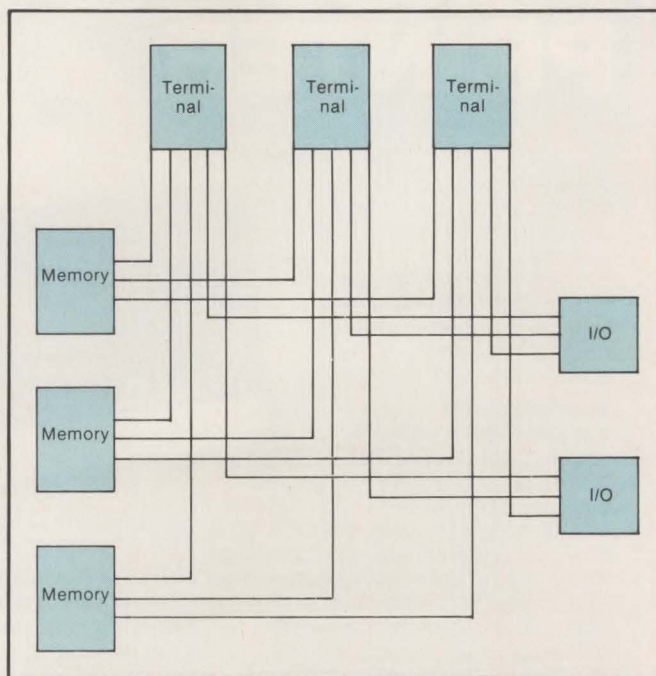 Termi-
nal
Termi-
nal
Termi-
nal
Memory
I/O
Memory
I/O
Memory